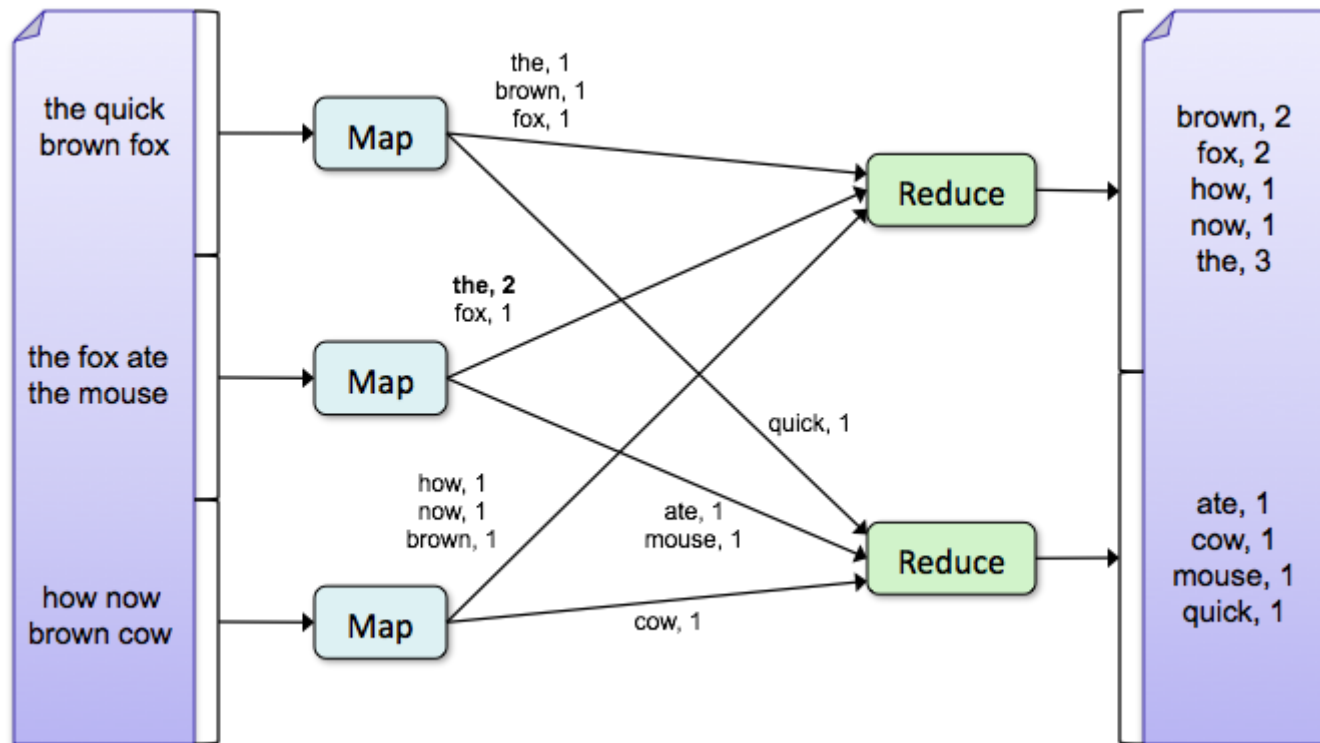 the quick
brown fox
the fox ate
the mouse
how now
brown cow
Map
Map
Map
the, 1
brown, 1
fox, 1
the, 2
fox, 1
how, 1
now, 1
brown, 1
quick, 1
ate, 1
mouse, 1
cow, 1
Reduce
Reduce
brown, 2
fox, 2
how, 1
now, 1
the, 3
ate, 1
cow, 1
mouse, 1
quick, 1